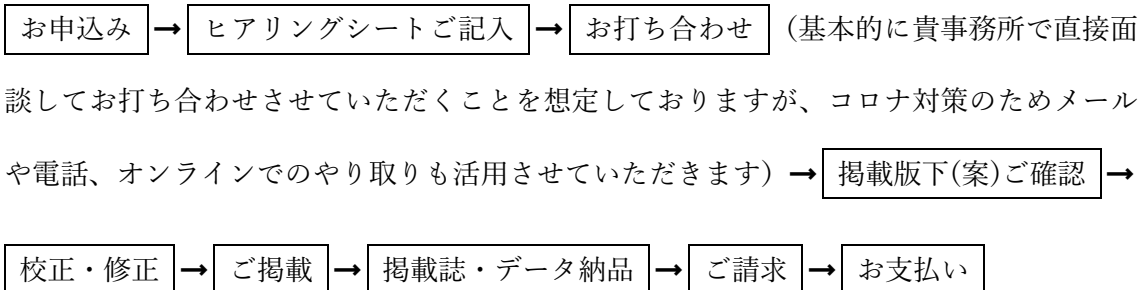 お申込み→ヒアリングシートご記入→お打ち合わせ（基本的に貴事務所で直接面
談してお打ち合わせさせていただくことを想定しておりますが、コロナ対策のためメール
や電話、オンラインでのやり取りも活用させていただきます）→掲載版下(案)ご確認→
校正・修正→ご掲載→掲載誌・データ納品→ご請求→お支払い